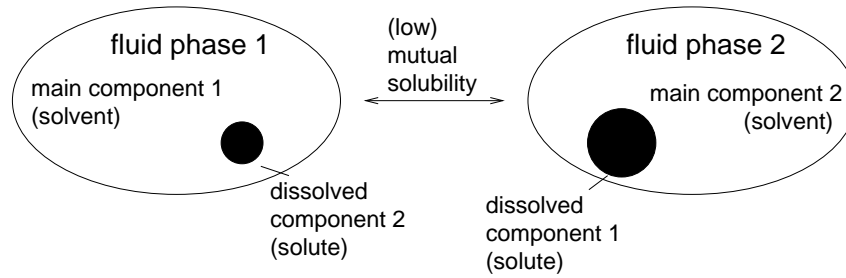 fluid phase 1
main component 1
(solvent)
dissolved
component 2
(solute)
(low)
mutual
solubility
fluid phase 2
main component 2
(solvent)
dissolved
component 1
(solute)